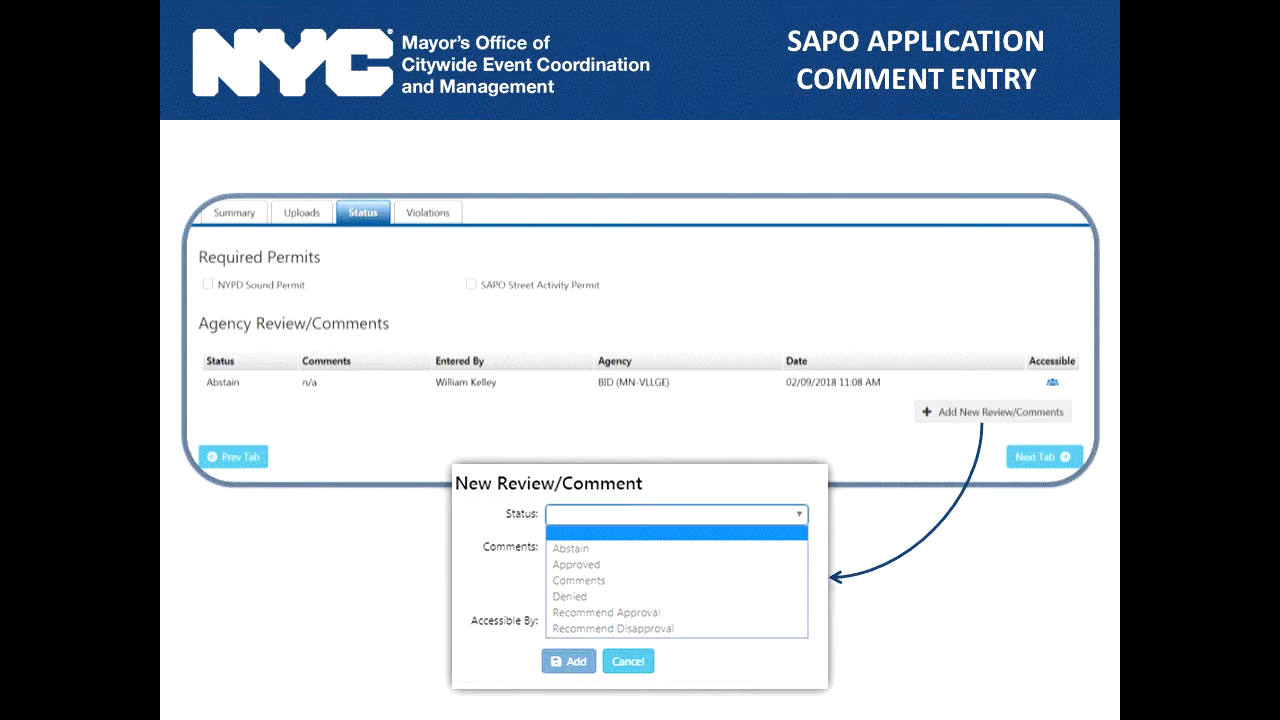 NYC
Mayor's Office of
Citywide Event Coordination
and Management
SAPO APPLICATION
COMMENT ENTRY
Summary Uploads Status Violations
Required Permits
NYPD Sound Permit SAPO Street Activity Permit
Agency Review/Comments
Status Comments Entered By Agency Date Accessible
Abstain n/a William Kelley BID (MN-VLLGE) 02/09/2018 11:08 AM
Add New Review/Comments
Prev Tab Next Tab
New Review/Comment
Status:
Comments:
Abstain
Approved
Comments
Denied
Recommend Approval
Accessible By:
Recommend Disapproval
Add Cancel